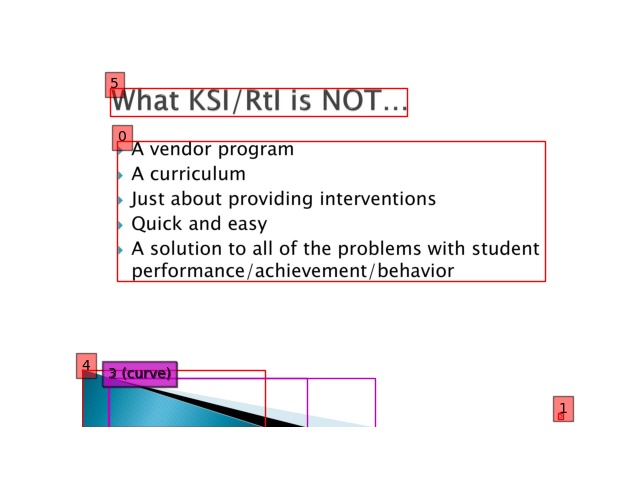 5
What KSI/RtI is NOT…
0
A vendor program
A curriculum
Just about providing interventions
Quick and easy
A solution to all of the problems with student
performance/achievement/behavior
4
3 (curve)
1